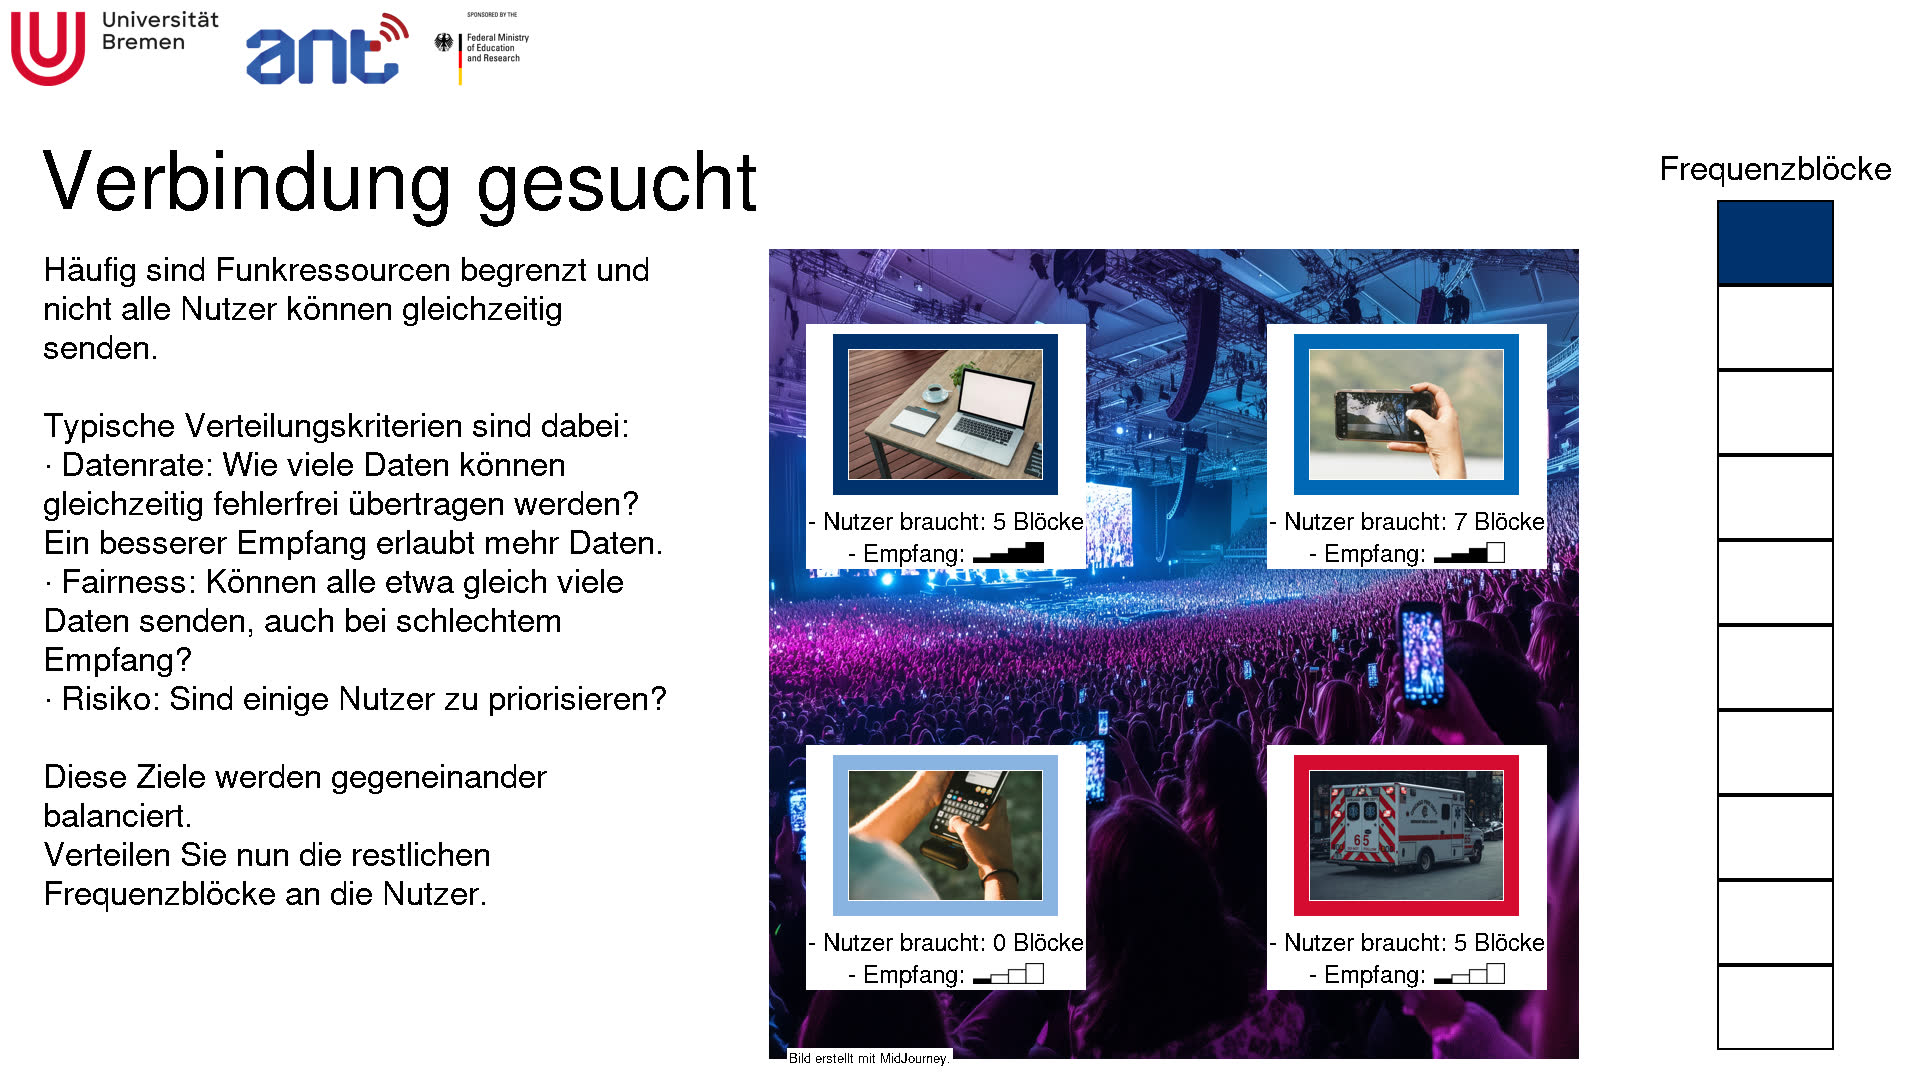 Universität
Bremen
ant
SPONSORED BY THE
Federal Ministry
of Education
and Research
Verbindung gesucht
Häufig sind Funkressourcen begrenzt und
nicht alle Nutzer können gleichzeitig
senden.
Typische Verteilungskriterien sind dabei:
· Datenrate: Wie viele Daten können
gleichzeitig fehlerfrei übertragen werden?
Ein besserer Empfang erlaubt mehr Daten.
· Fairness: Können alle etwa gleich viele
Daten senden, auch bei schlechtem
Empfang?
· Risiko: Sind einige Nutzer zu priorisieren?
Diese Ziele werden gegeneinander
balanciert.
Verteilen Sie nun die restlichen
Frequenzblöcke an die Nutzer.
- Nutzer braucht: 5 Blöcke
- Empfang:
- Nutzer braucht: 7 Blöcke
- Empfang:
- Nutzer braucht: 0 Blöcke
- Empfang:
65
- Nutzer braucht: 5 Blöcke
- Empfang:
Bild erstellt mit MidJourney.
Frequenzblöcke